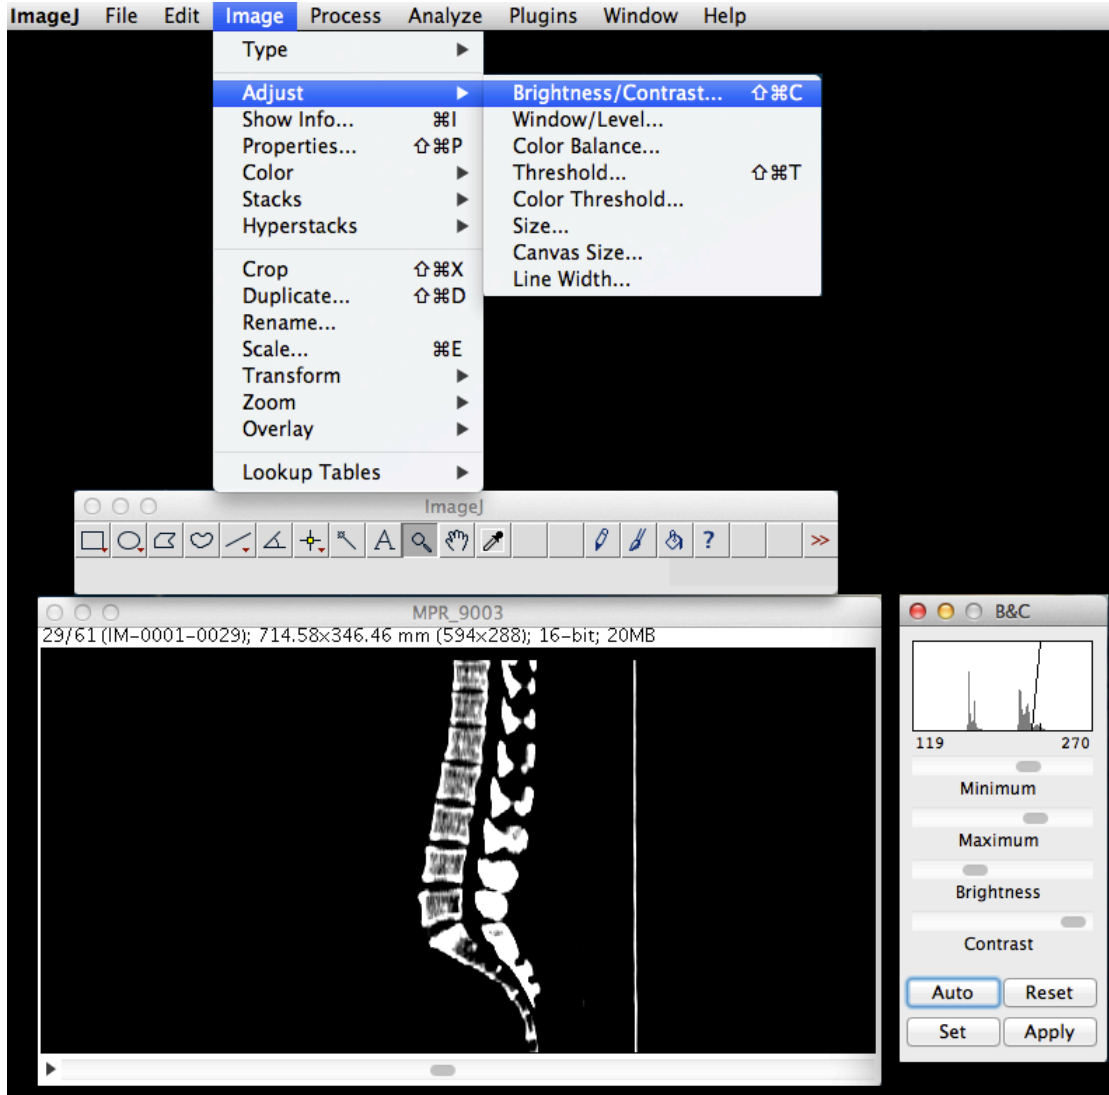 ImageJ File Edit Image Process Analyze Plugins Window Help
Type
Adjust
Show Info... ⌘I
Properties... ⇧⌘P
Color
Stacks
Hyperstacks
Crop ⇧⌘X
Duplicate... ⇧⌘D
Rename...
Scale... ⌘E
Transform
Zoom
Overlay
Lookup Tables
Brightness/Contrast... ⇧⌘C
Window/Level...
Color Balance...
Threshold... ⇧⌘T
Color Threshold...
Size...
Canvas Size...
Line Width...
ImageJ
A ? >>
MPR_9003
29/61 (IM-0001-0029); 714.58x346.46 mm (594x288); 16-bit; 20MB
B&C
119 270
Minimum
Maximum
Brightness
Contrast
Auto Reset
Set Apply